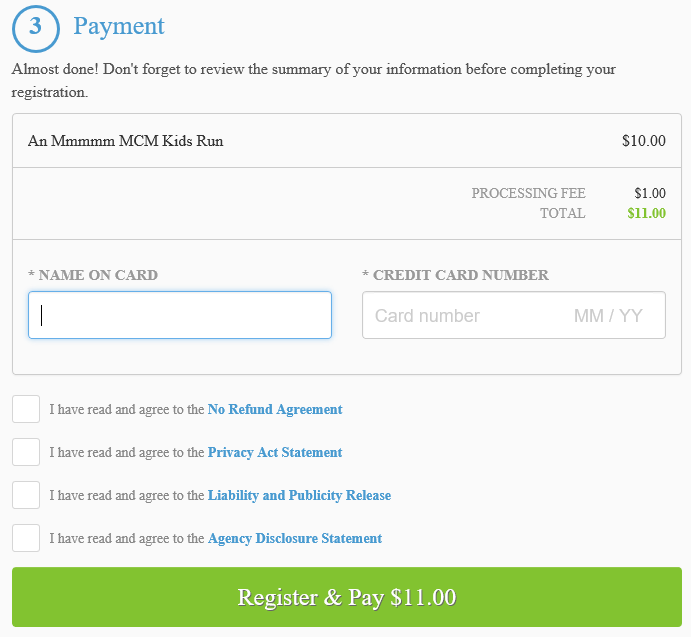 3 Payment
Almost done! Don't forget to review the summary of your information before completing your
registration.
An Mmmmm MCM Kids Run $10.00
PROCESSING FEE $1.00
TOTAL $11.00
* NAME ON CARD * CREDIT CARD NUMBER
Card number MM / YY
I have read and agree to the No Refund Agreement
I have read and agree to the Privacy Act Statement
I have read and agree to the Liability and Publicity Release
I have read and agree to the Agency Disclosure Statement
Register & Pay $11.00